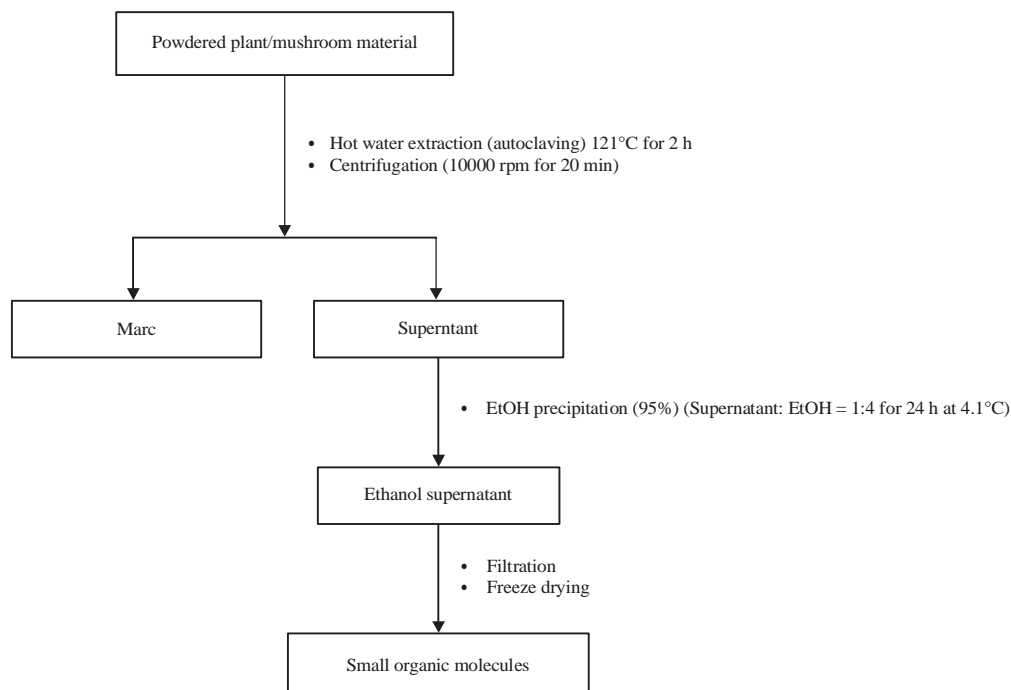 Powdered plant/mushroom material
• Hot water extraction (autoclaving) 121°C for 2 h
• Centrifugation (10000 rpm for 20 min)
Marc
Superntant
• EtOH precipitation (95%) (Supernatant: EtOH = 1:4 for 24 h at 4.1°C)
Ethanol supernatant
• Filtration
• Freeze drying
Small organic molecules